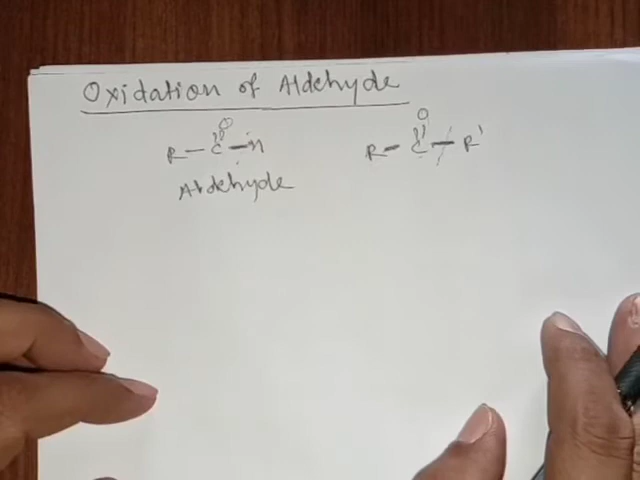 Oxidation of Aldehyde
O O
R-C-H R-C-R'
Aldehyde